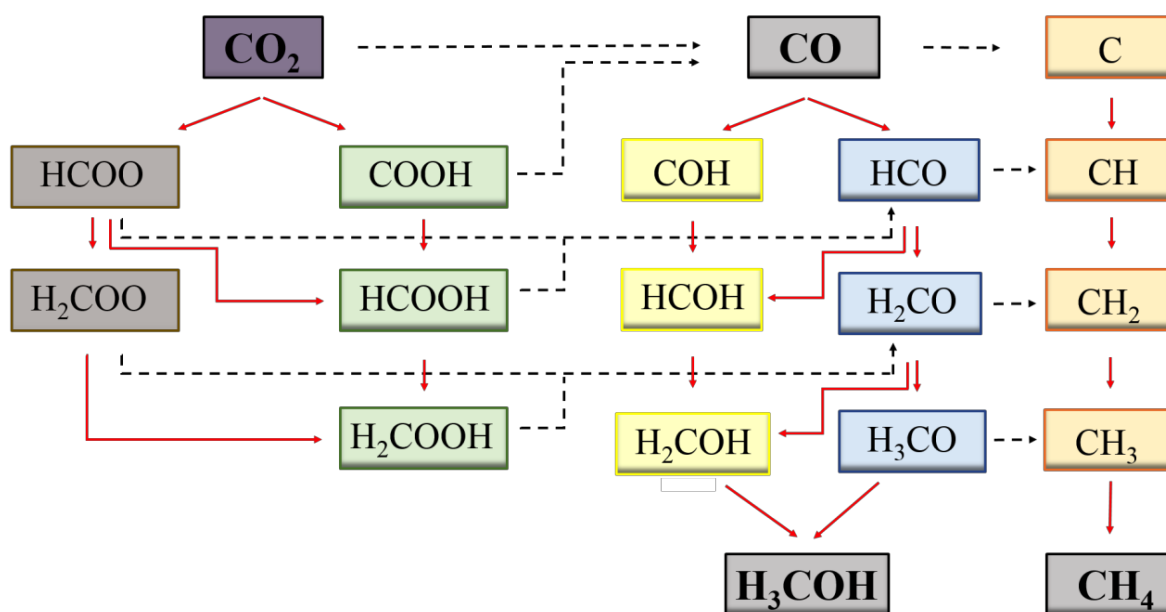 CO₂
CO
C
HCOO
COOH
COH
HCO
CH
H₂COO
HCOOH
HCOH
H₂CO
CH₂
H₂COOH
H₂COH
H₃CO
CH₃
H₃COH
CH₄